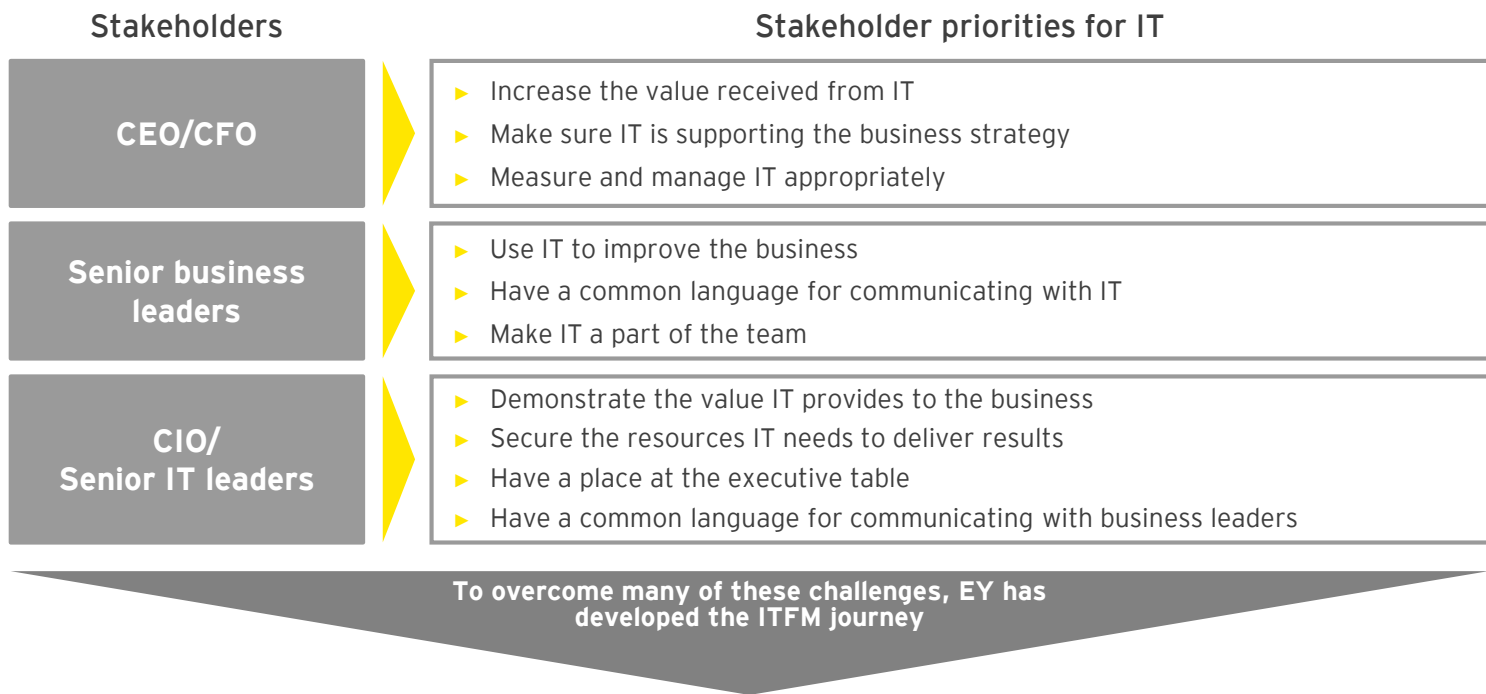 Stakeholders
Stakeholder priorities for IT
CEO/CFO
► Increase the value received from IT
► Make sure IT is supporting the business strategy
► Measure and manage IT appropriately
Senior business
leaders
► Use IT to improve the business
► Have a common language for communicating with IT
► Make IT a part of the team
CIO/
Senior IT leaders
► Demonstrate the value IT provides to the business
► Secure the resources IT needs to deliver results
► Have a place at the executive table
► Have a common language for communicating with business leaders
To overcome many of these challenges, EY has
developed the ITFM journey